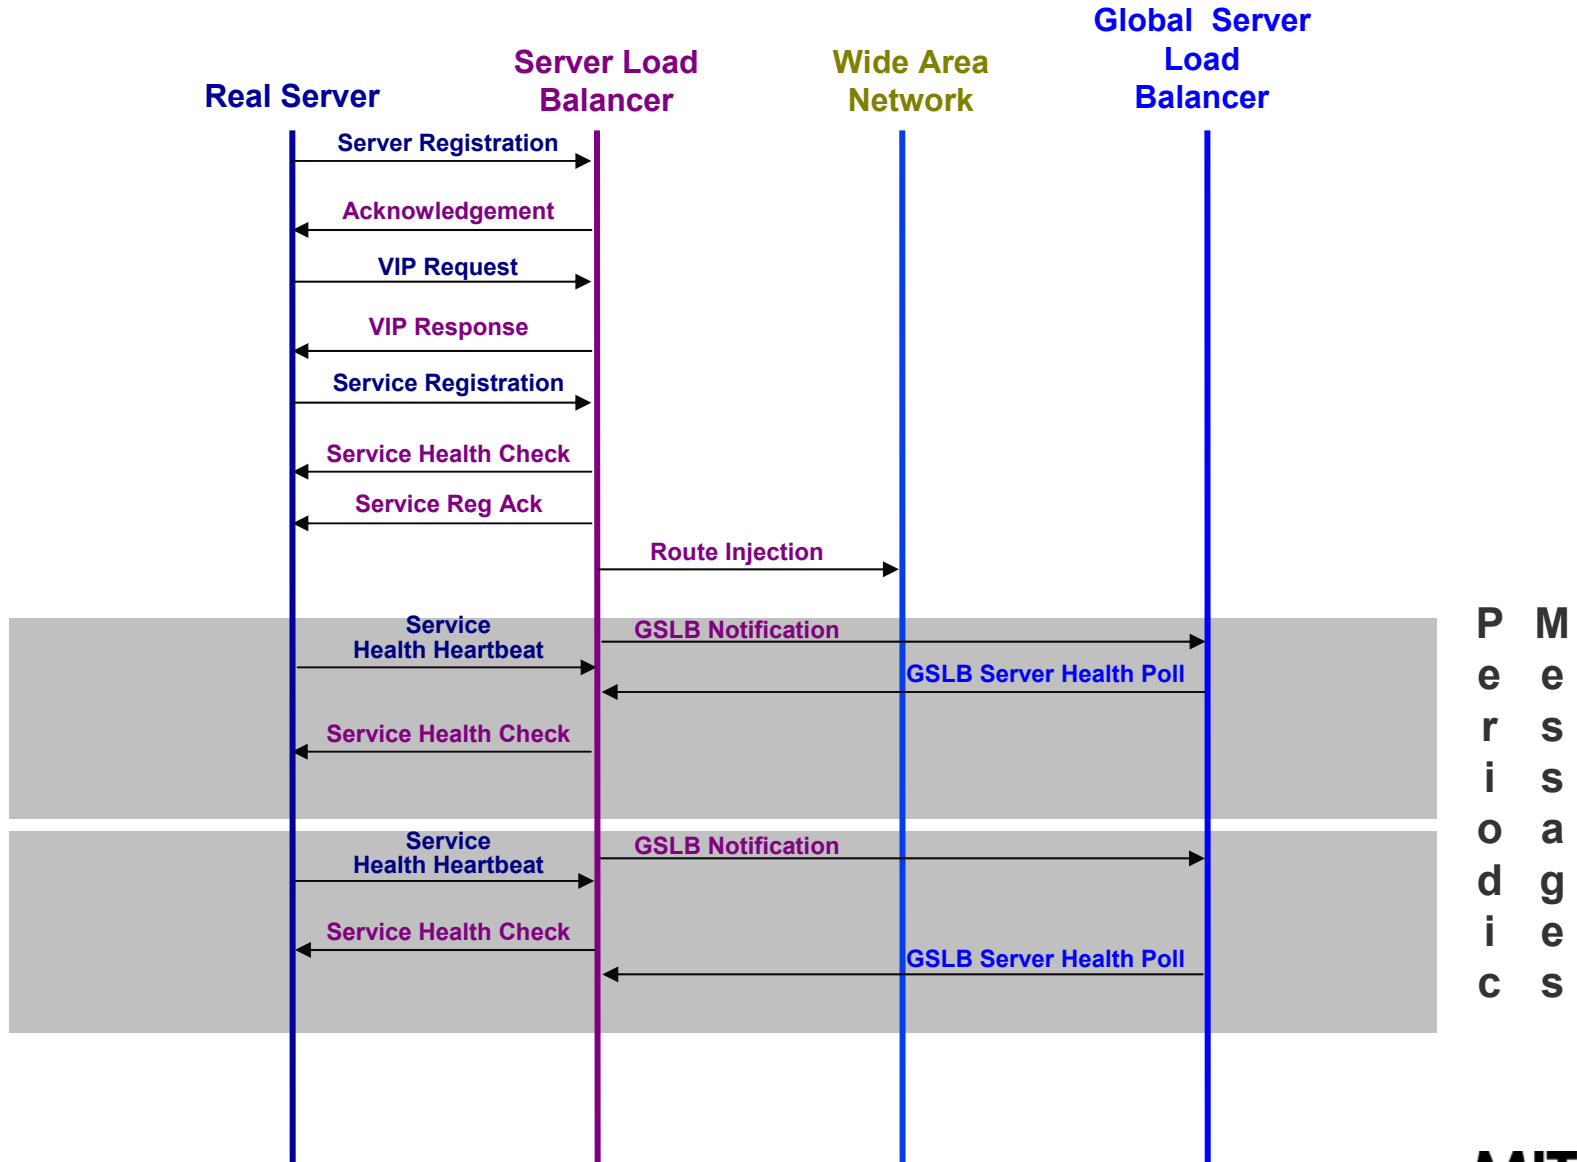 Global Server
Load
Balancer
Server Load
Balancer
Wide Area
Network
Real Server
Server Registration
Acknowledgement
VIP Request
VIP Response
Service Registration
Service Health Check
Service Reg Ack
Route Injection
Service
Health Heartbeat
GSLB Notification
GSLB Server Health Poll
Service Health Check
Service
Health Heartbeat
GSLB Notification
Service Health Check
GSLB Server Health Poll
Periodic
Messages